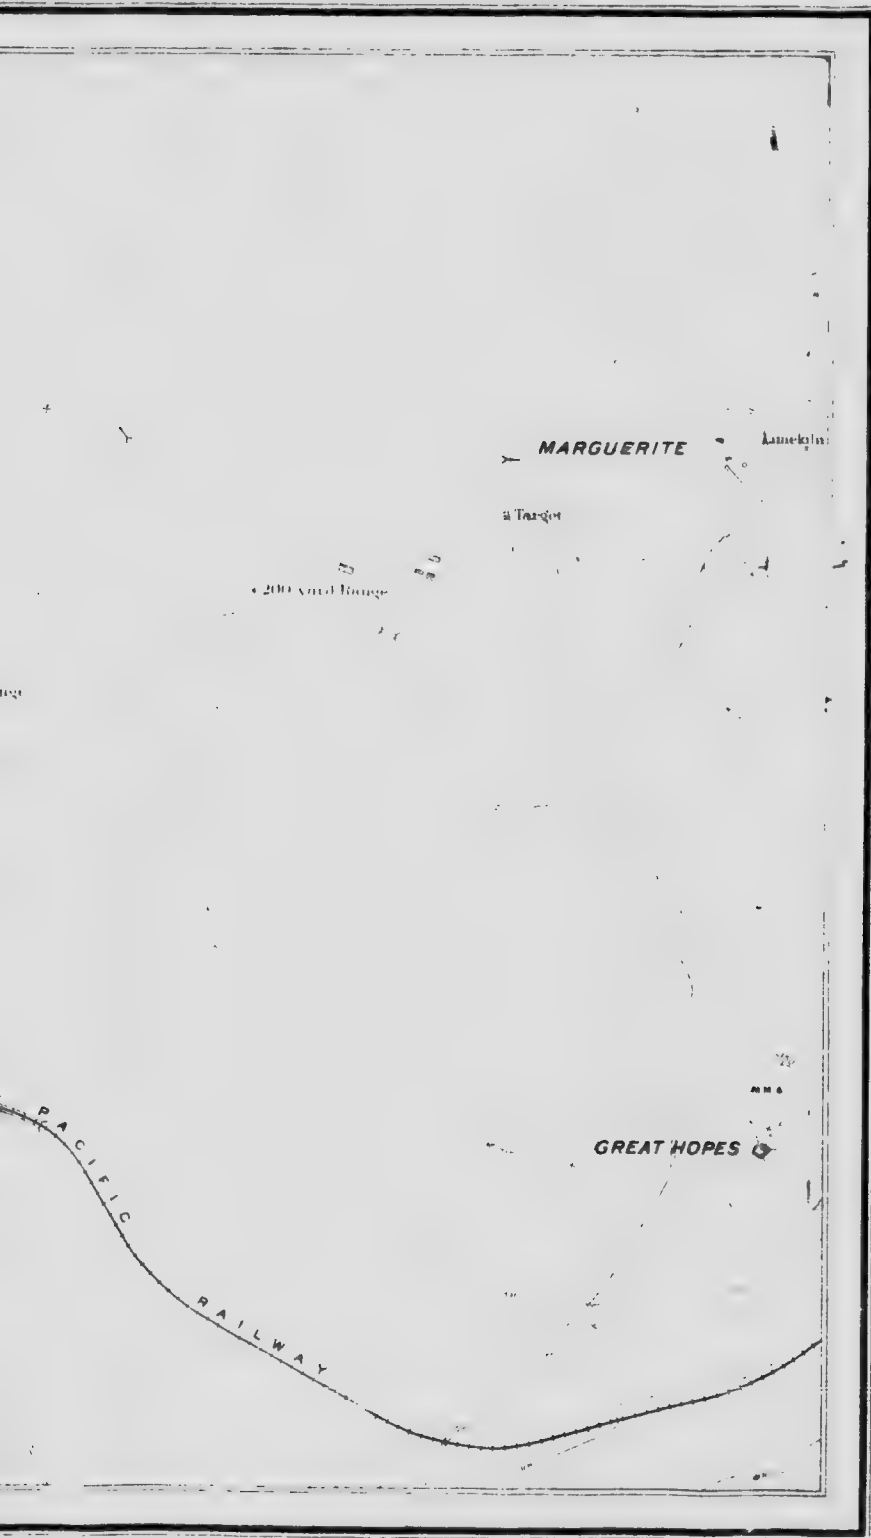 MARGUERITE
Limekiln
Target
200 yard Range
PACIFIC
GREAT HOPES
RAILWAY